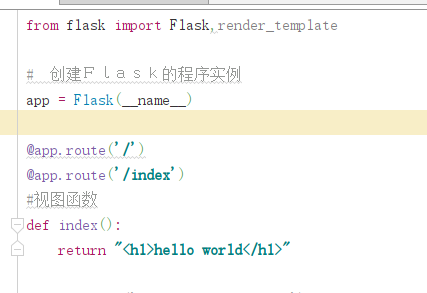 from flask import Flask,render_template
#  创建Ｆｌａｓｋ的程序实例
app = Flask(__name__)
@app.route('/')
@app.route('/index')
#视图函数
def index():
    return "<h1>hello world</h1>"